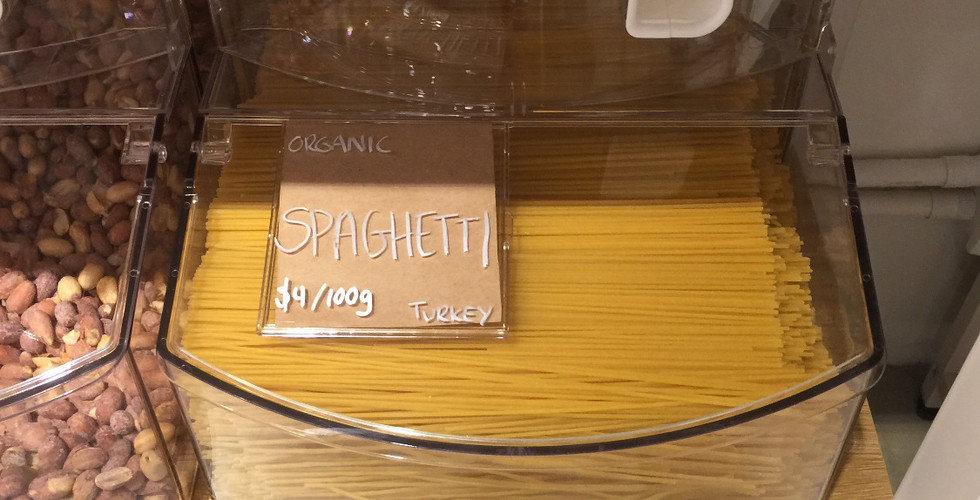 ORGANIC
SPAGHETTI
$4/100g
TURKEY